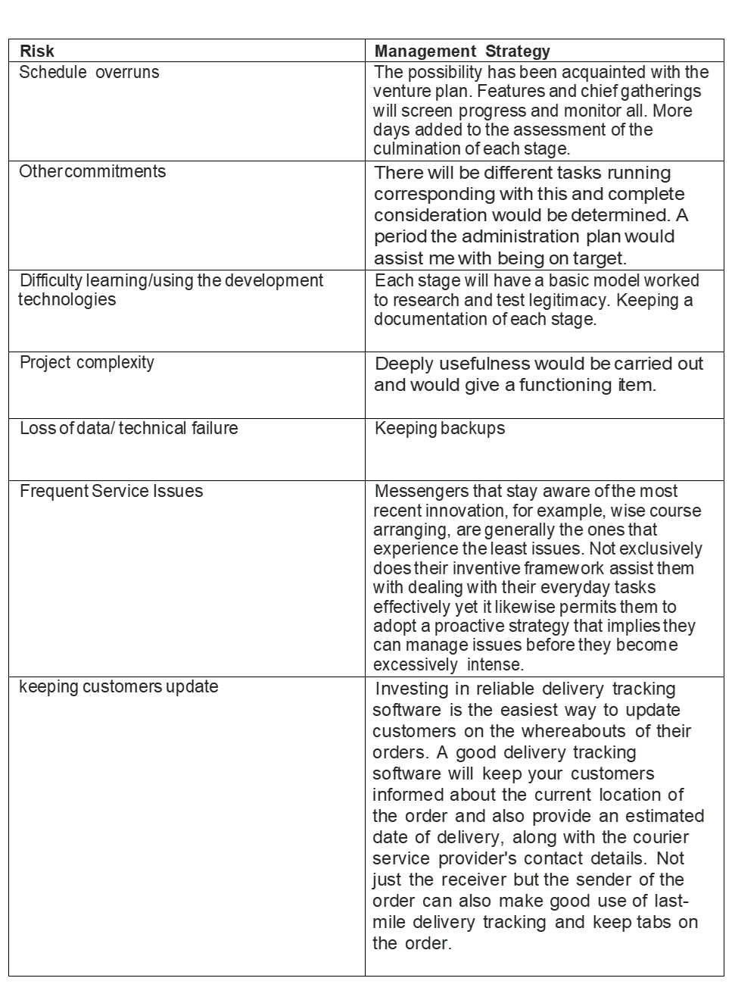 Risk
Management Strategy
Schedule overruns
The possibility has been acquainted with the
venture plan. Features and chief gatherings
will screen progress and monitor all. More
days added to the assessment of the
culmination of each stage.
Other commitments
There will be different tasks running
corresponding with this and complete
consideration would be determined. A
period the administration plan would
assist me with being on target.
Difficulty learning/using the development
technologies
Each stage will have a basic model worked
to research and test legitimacy. Keeping a
documentation of each stage.
Project complexity
Deeply usefulness would be carried out
and would give a functioning item.
Loss of data/ technical failure
Keeping backups
Frequent Service Issues
Messengers that stay aware of the most
recent innovation, for example, wise course
arranging, are generally the ones that
experience the least issues. Not exclusively
does their inventive framework assist them
with dealing with their everyday tasks
effectively yet it likewise permits them to
adopt a proactive strategy that implies they
can manage issues before they become
excessively intense.
keeping customers update
Investing in reliable delivery tracking
software is the easiest way to update
customers on the whereabouts of their
orders. A good delivery tracking
software will keep your customers
informed about the current location of
the order and also provide an estimated
date of delivery, along with the courier
service provider's contact details. Not
just the receiver but the sender of the
order can also make good use of last-
mile delivery tracking and keep tabs on
the order.